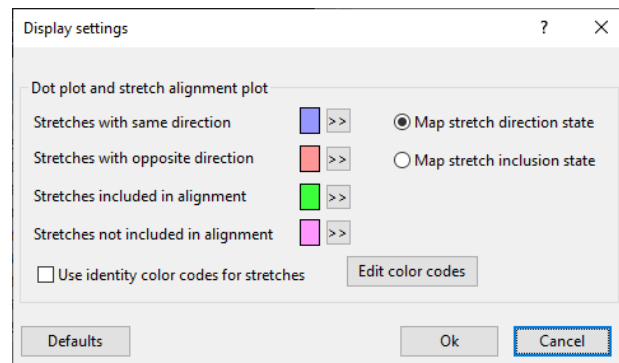 Display settings
?
Dot plot and stretch alignment plot
Stretches with same direction >> Map stretch direction state
Stretches with opposite direction >> Map stretch inclusion state
Stretches included in alignment >>
Stretches not included in alignment >>
Use identity color codes for stretches Edit color codes
Defaults Ok Cancel